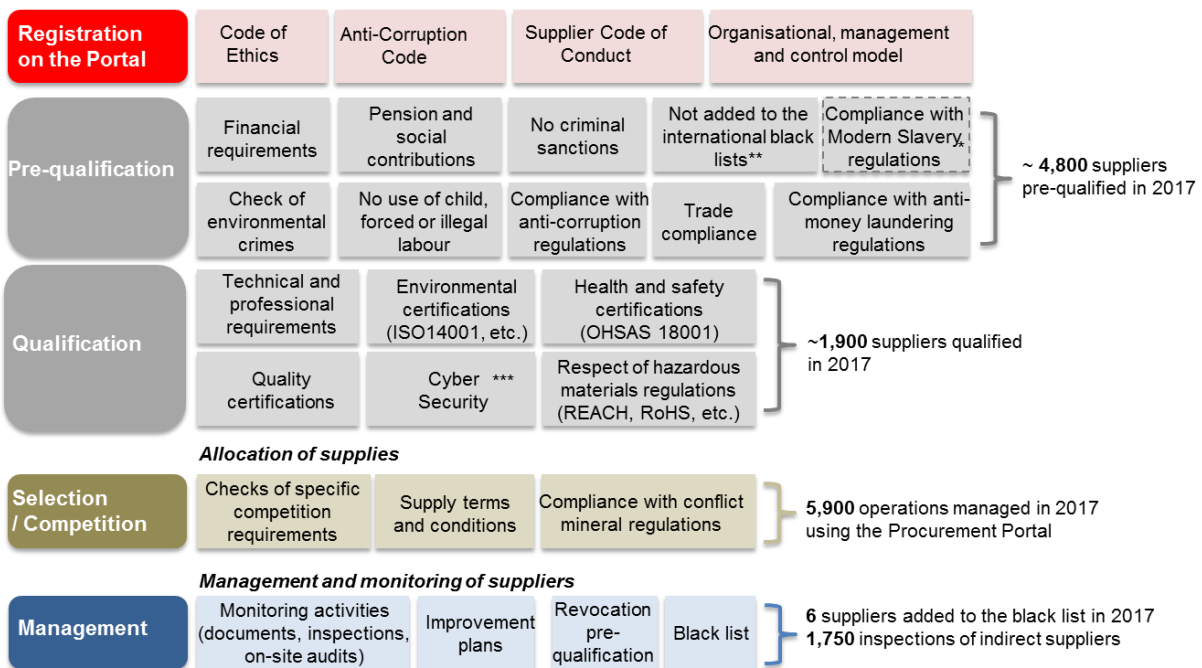 Registration
on the Portal
Code of
Ethics
Anti-Corruption
Code
Supplier Code of
Conduct
Organisational, management
and control model
Pre-qualification
Financial
requirements
Pension and
social
contributions
No criminal
sanctions
Not added to the
international black
lists**
Compliance with
Modern Slavery
regulations *
Check of
environmental
crimes
No use of child,
forced or illegal
labour
Compliance with
anti-corruption
regulations
Trade
compliance
Compliance with anti-
money laundering
regulations
~ 4,800 suppliers
pre-qualified in 2017
Qualification
Technical and
professional
requirements
Environmental
certifications
(ISO14001, etc.)
Health and safety
certifications
(OHSAS 18001)
Quality
certifications
Cyber ***
Security
Respect of hazardous
materials regulations
(REACH, RoHS, etc.)
~1,900 suppliers qualified
in 2017
Allocation of supplies
Selection
/ Competition
Checks of specific
competition
requirements
Supply terms
and conditions
Compliance with conflict
mineral regulations
5,900 operations managed in 2017
using the Procurement Portal
Management and monitoring of suppliers
Management
Monitoring activities
(documents, inspections,
on-site audits)
Improvement
plans
Revocation
pre-
qualification
Black list
6 suppliers added to the black list in 2017
1,750 inspections of indirect suppliers